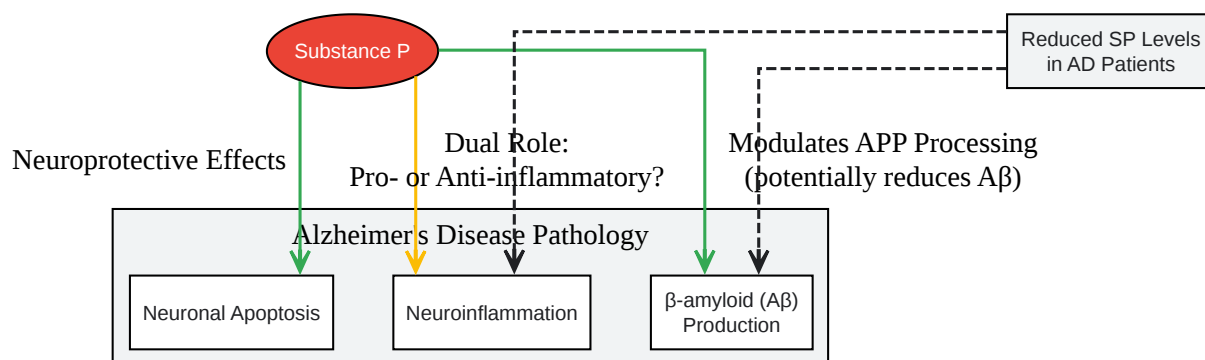 Substance P
Reduced SP Levels
in AD Patients
Neuroprotective Effects
Dual Role:
Pro- or Anti-inflammatory?
Modulates APP Processing
(potentially reduces Aβ)
Alzheimer's Disease Pathology
Neuronal Apoptosis
Neuroinflammation
β-amyloid (Aβ)
Production